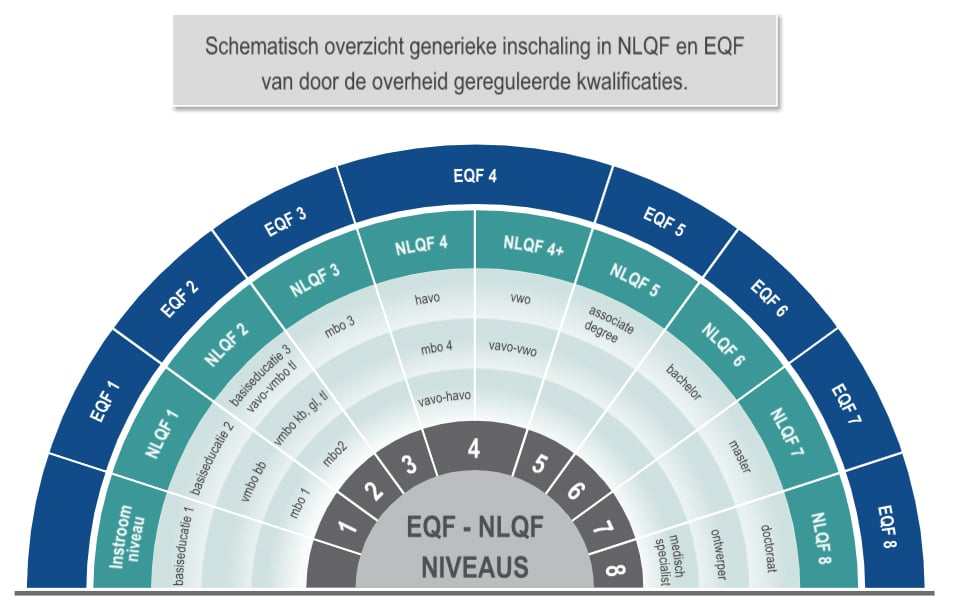 Schematisch overzicht generieke inschaling in NLQF en EQF
van door de overheid gereguleerde kwalificaties.
EQF 1
EQF 2
EQF 3
EQF 4
EQF 5
EQF 6
EQF 7
EQF 8
Instroom
niveau
NLQF 1
NLQF 2
NLQF 3
NLQF 4
NLQF 4+
NLQF 5
NLQF 6
NLQF 7
NLQF 8
basiseducatie 1
basiseducatie 2
vmbo bb
mbo 1
basiseducatie 3
vavo-vmbo tl
vmbo kb, gl, tl
mbo2
mbo 3
havo
mbo 4
vavo-havo
vwo
vavo-vwo
associate
degree
bachelor
master
doctoraat
ontwerper
medisch
specialist
1
2
3
4
5
6
7
8
EQF - NLQF
NIVEAUS